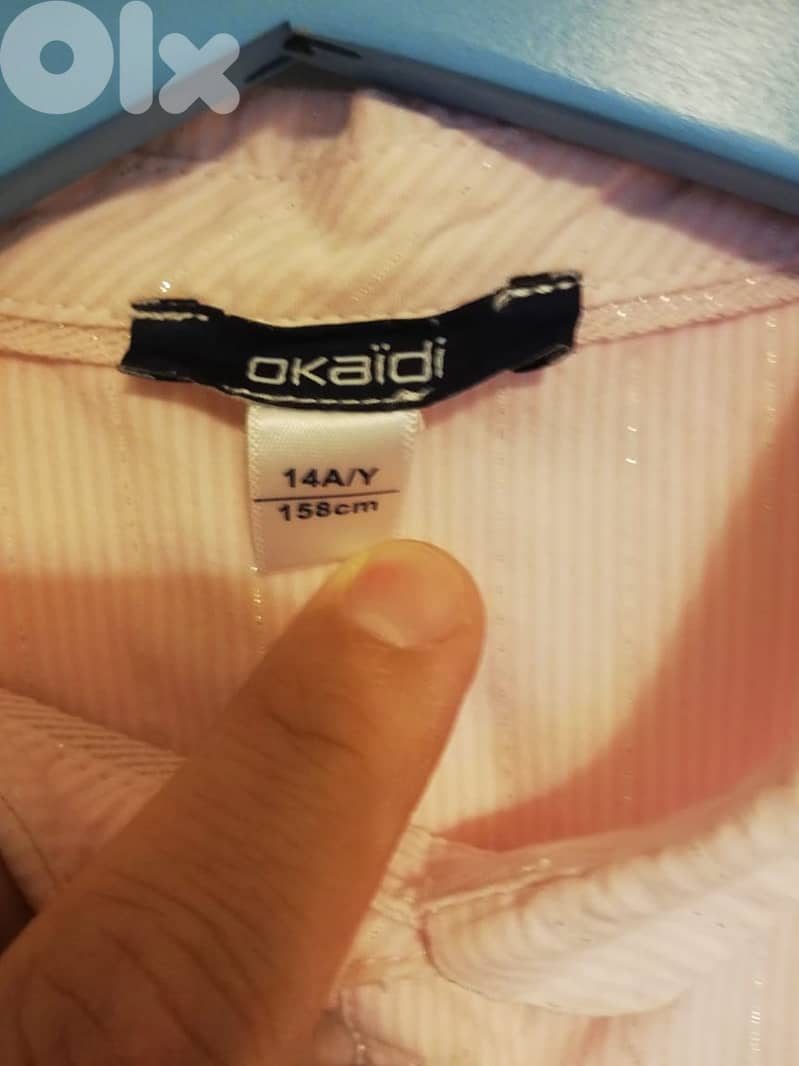 Olx
OKaïdi
14A/Y
158cm